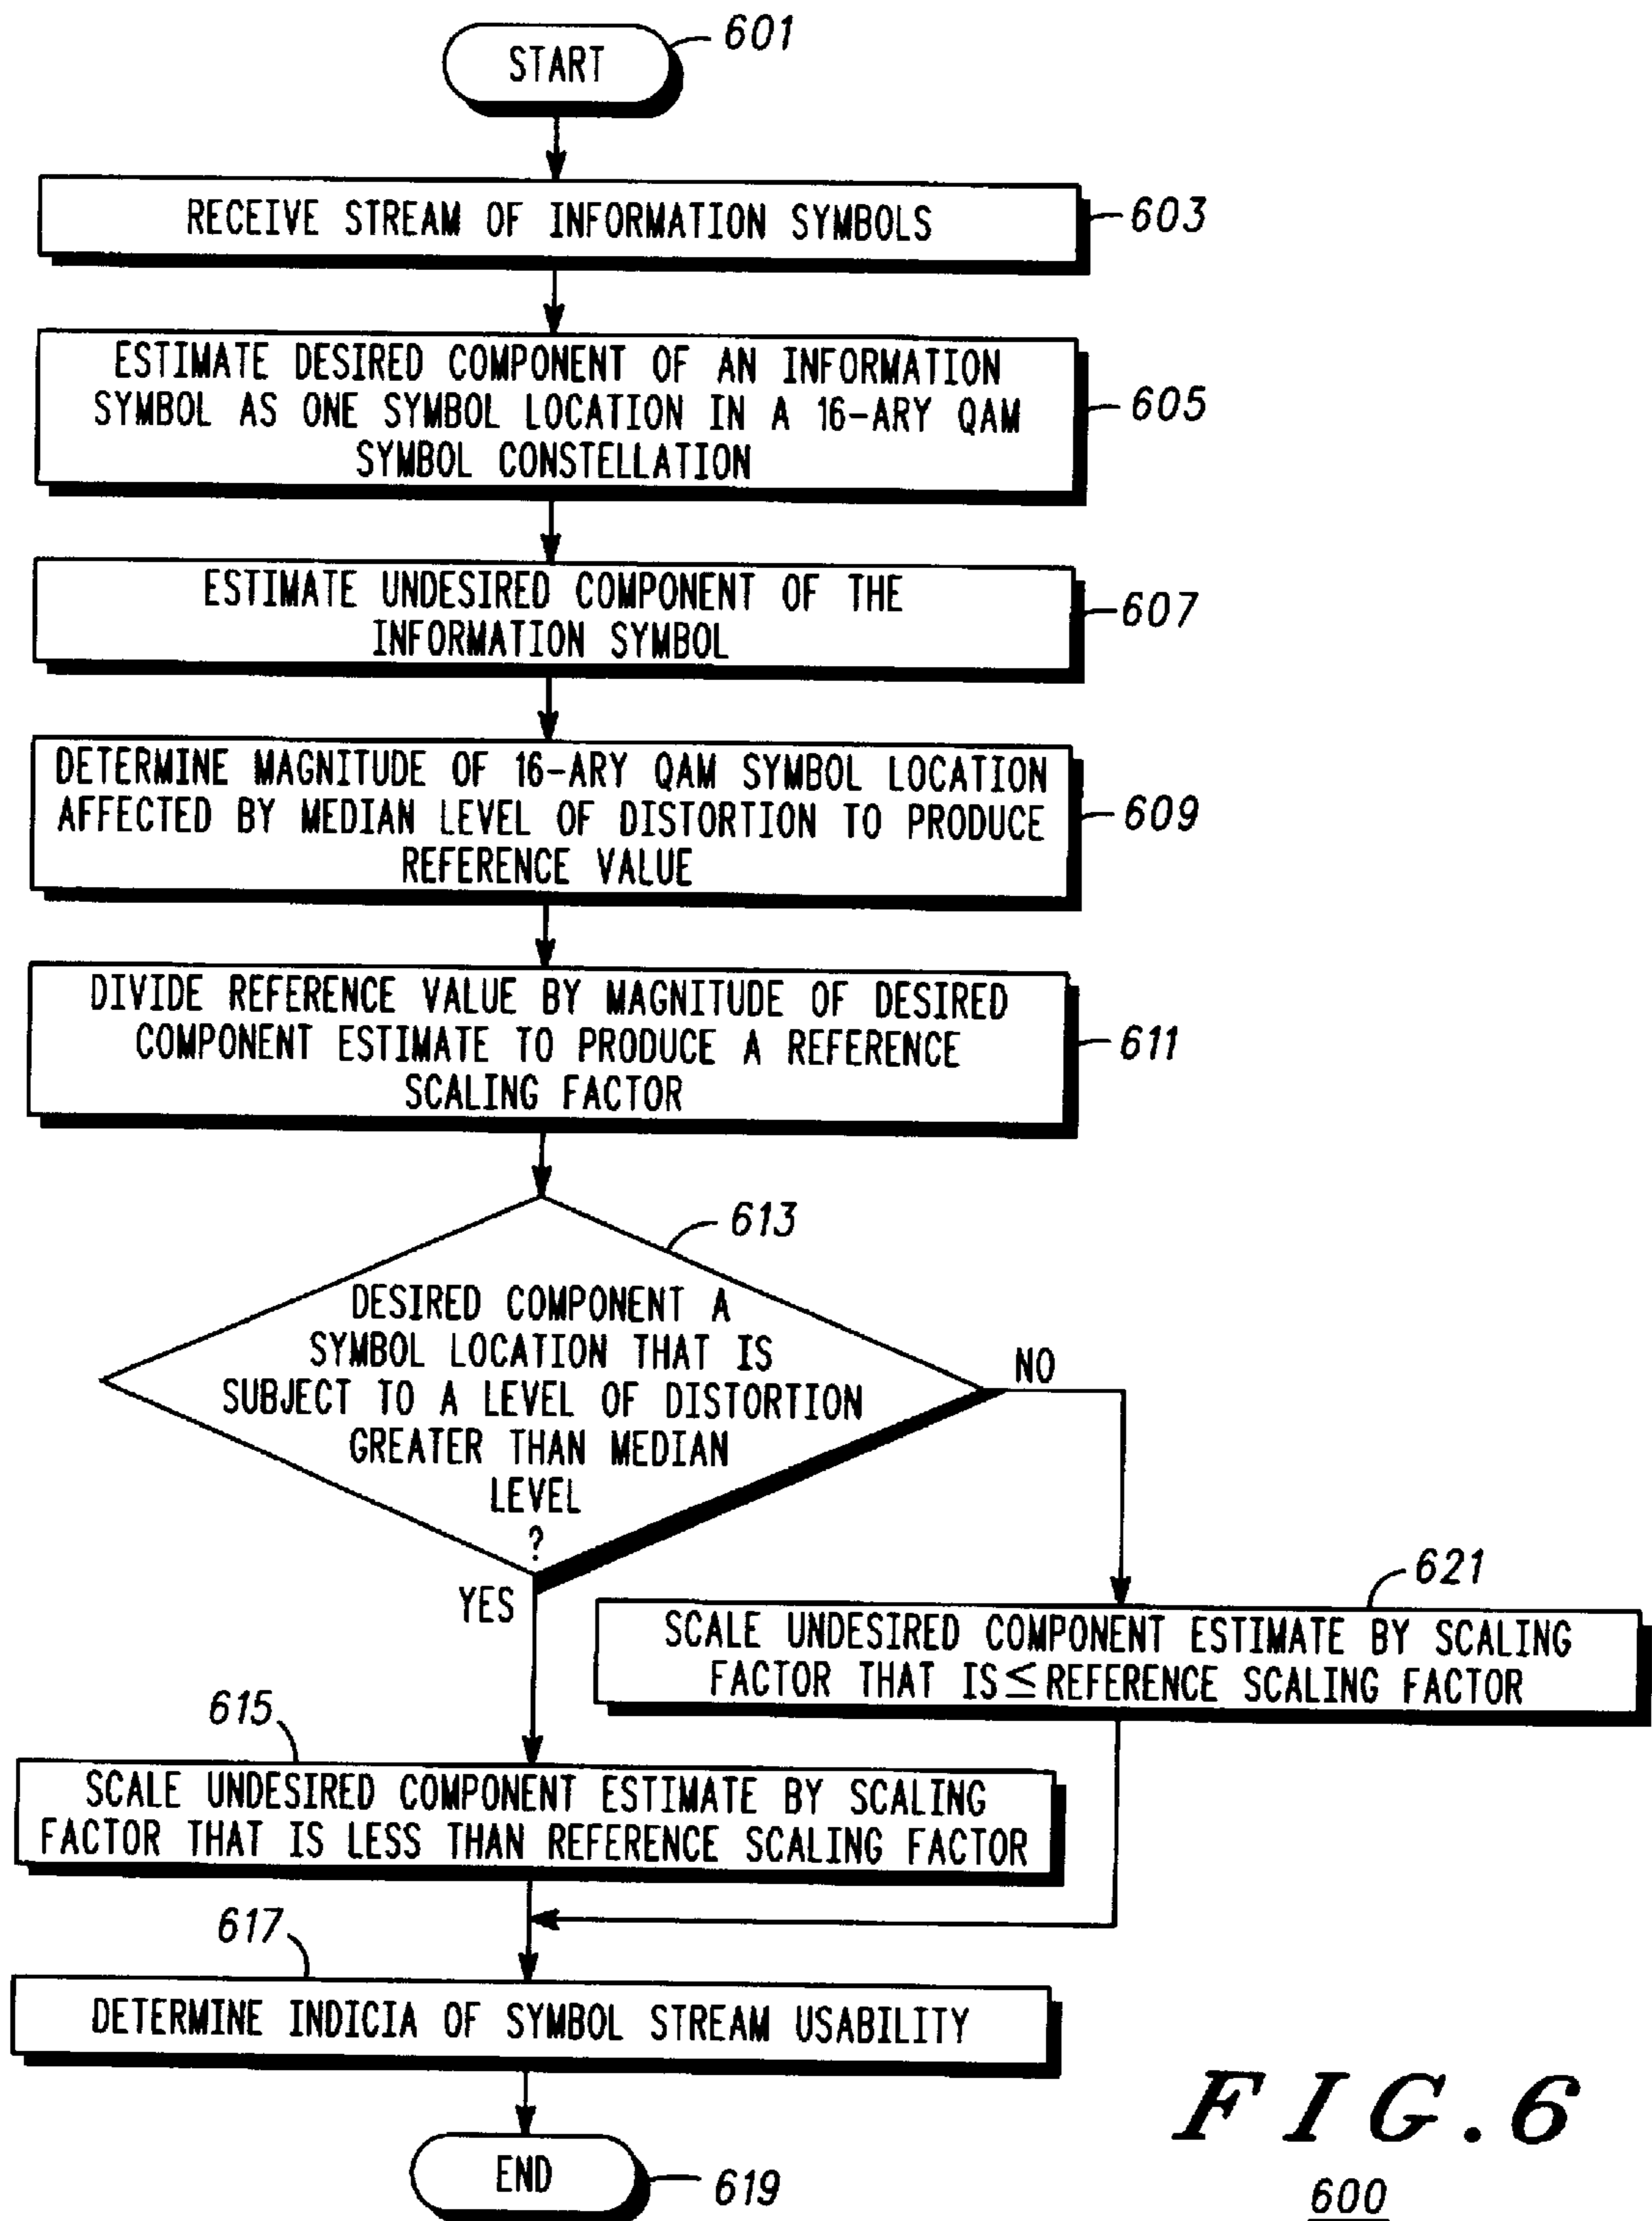 START
601
RECEIVE STREAM OF INFORMATION SYMBOLS
603
ESTIMATE DESIRED COMPONENT OF AN INFORMATION
SYMBOL AS ONE SYMBOL LOCATION IN A 16-ARY QAM
SYMBOL CONSTELLATION
605
ESTIMATE UNDESIRED COMPONENT OF THE
INFORMATION SYMBOL
607
DETERMINE MAGNITUDE OF 16-ARY QAM SYMBOL LOCATION
AFFECTED BY MEDIAN LEVEL OF DISTORTION TO PRODUCE
REFERENCE VALUE
609
DIVIDE REFERENCE VALUE BY MAGNITUDE OF DESIRED
COMPONENT ESTIMATE TO PRODUCE A REFERENCE
SCALING FACTOR
611
613
DESIRED COMPONENT A
SYMBOL LOCATION THAT IS
SUBJECT TO A LEVEL OF DISTORTION
GREATER THAN MEDIAN
LEVEL
?
NO
YES
621
SCALE UNDESIRED COMPONENT ESTIMATE BY SCALING
FACTOR THAT IS ≤ REFERENCE SCALING FACTOR
615
SCALE UNDESIRED COMPONENT ESTIMATE BY SCALING
FACTOR THAT IS LESS THAN REFERENCE SCALING FACTOR
617
DETERMINE INDICIA OF SYMBOL STREAM USABILITY
END
619
FIG. 6
600